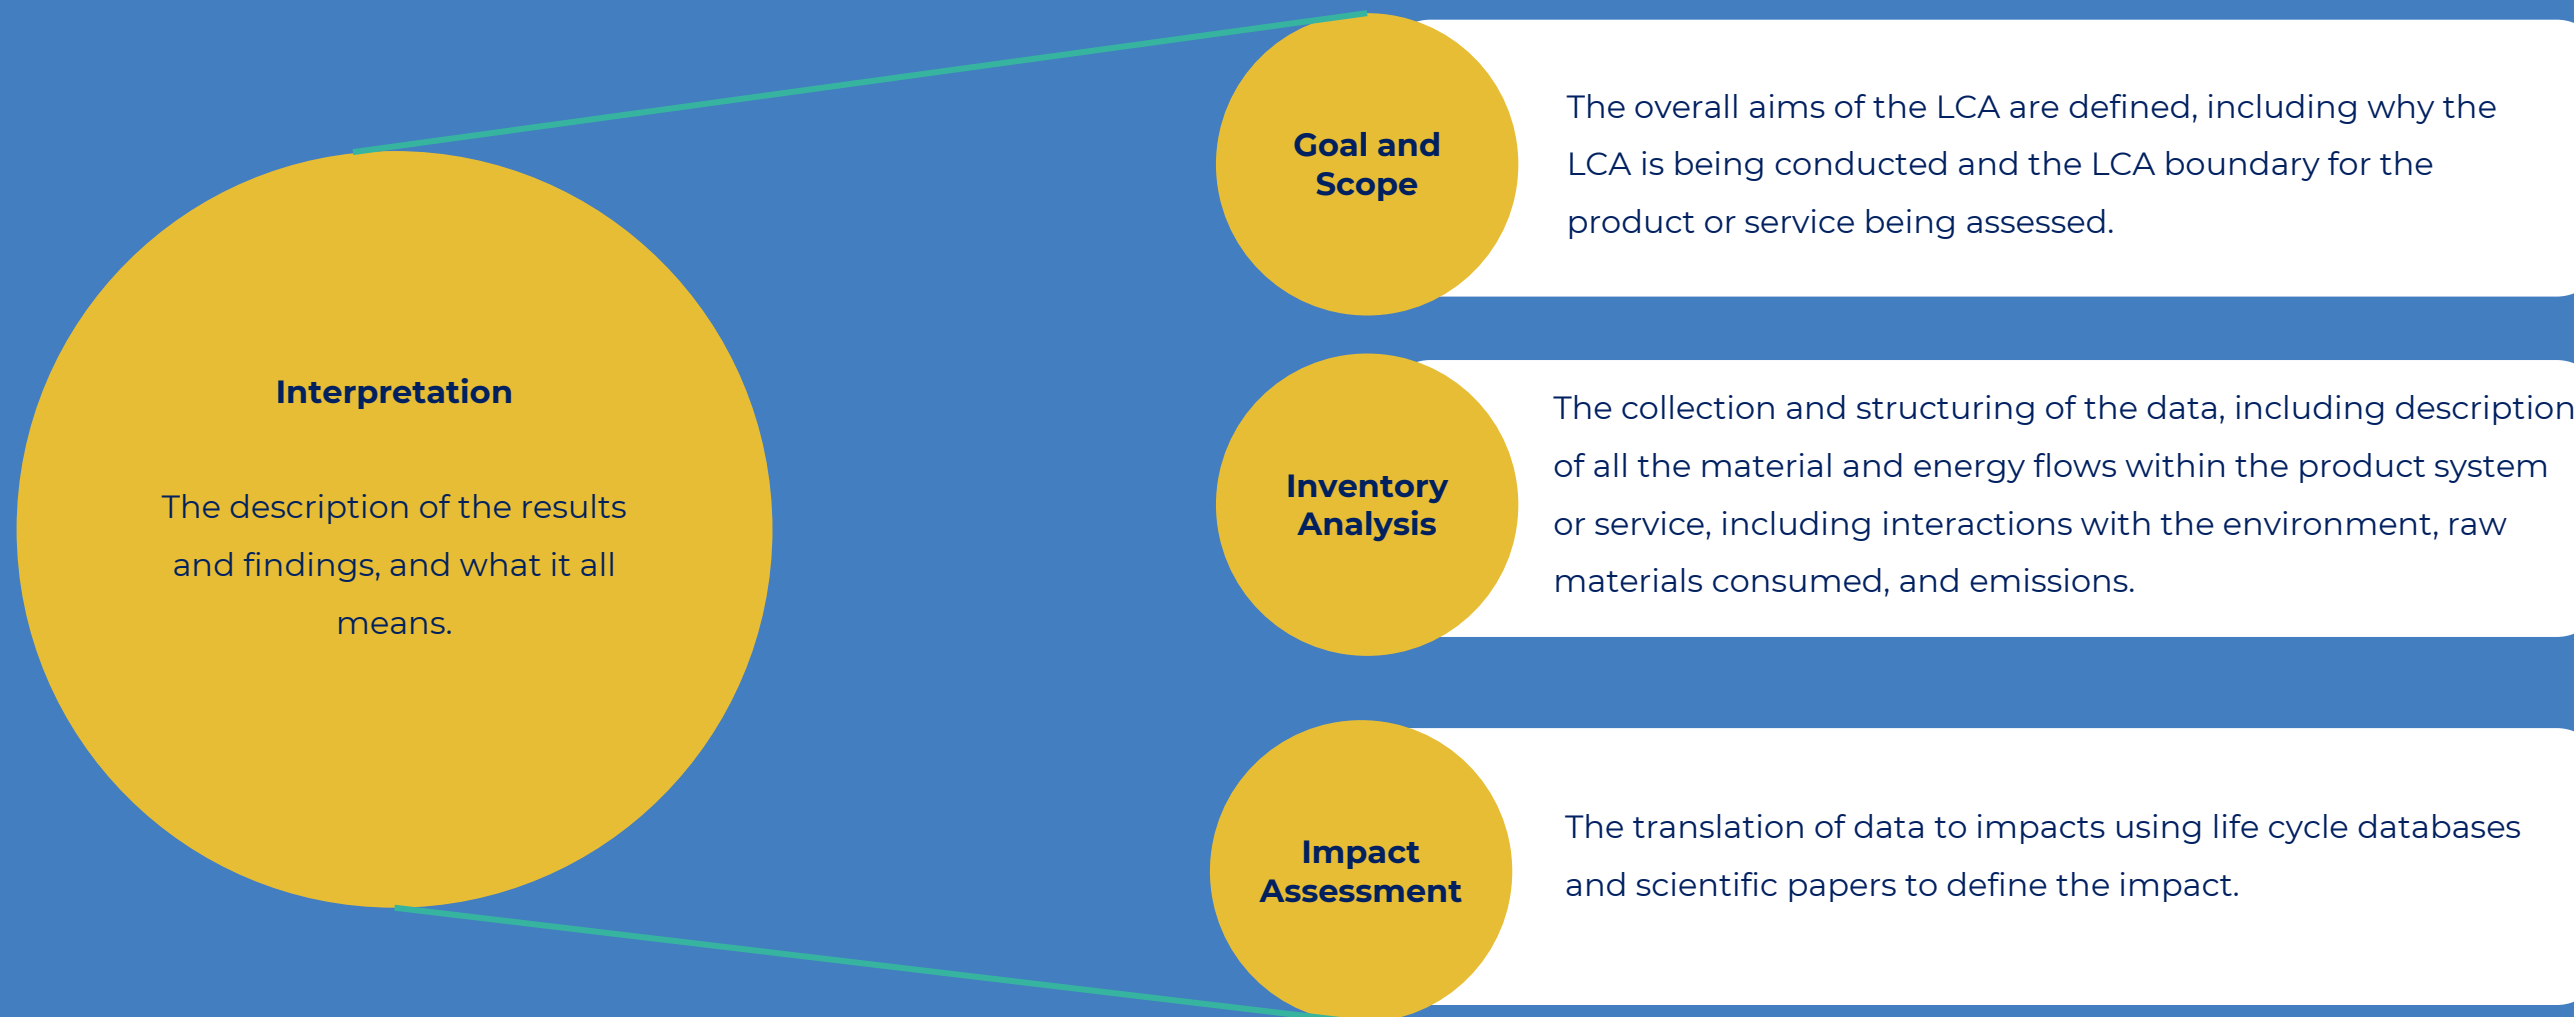 Interpretation
The description of the results
and findings, and what it all
means.
Goal and
Scope
The overall aims of the LCA are defined, including why the
LCA is being conducted and the LCA boundary for the
product or service being assessed.
Inventory
Analysis
The collection and structuring of the data, including description
of all the material and energy flows within the product system
or service, including interactions with the environment, raw
materials consumed, and emissions.
Impact
Assessment
The translation of data to impacts using life cycle databases
and scientific papers to define the impact.